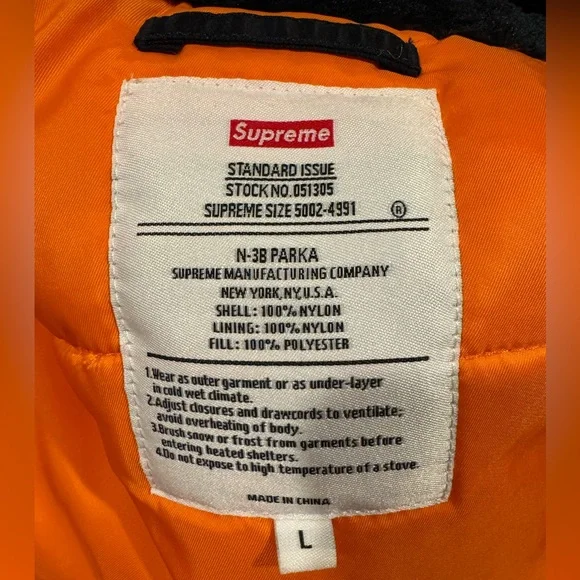 Supreme
STANDARD ISSUE
STOCK NO. 051305
SUPREME SIZE 5002-4991 ®
N-3B PARKA
SUPREME MANUFACTURING COMPANY
NEW YORK, NY, U.S.A.
SHELL: 100% NYLON
LINING: 100% NYLON
FILL: 100% POLYESTER
1.Wear as outer garment or as under-layer
in cold wet climate.
2.Adjust closures and drawcords to ventilate;
avoid overheating of body.
3.Brush snow or frost from garments before
entering heated shelters.
4.Do not expose to high temperature of a stove.
MADE IN CHINA
L